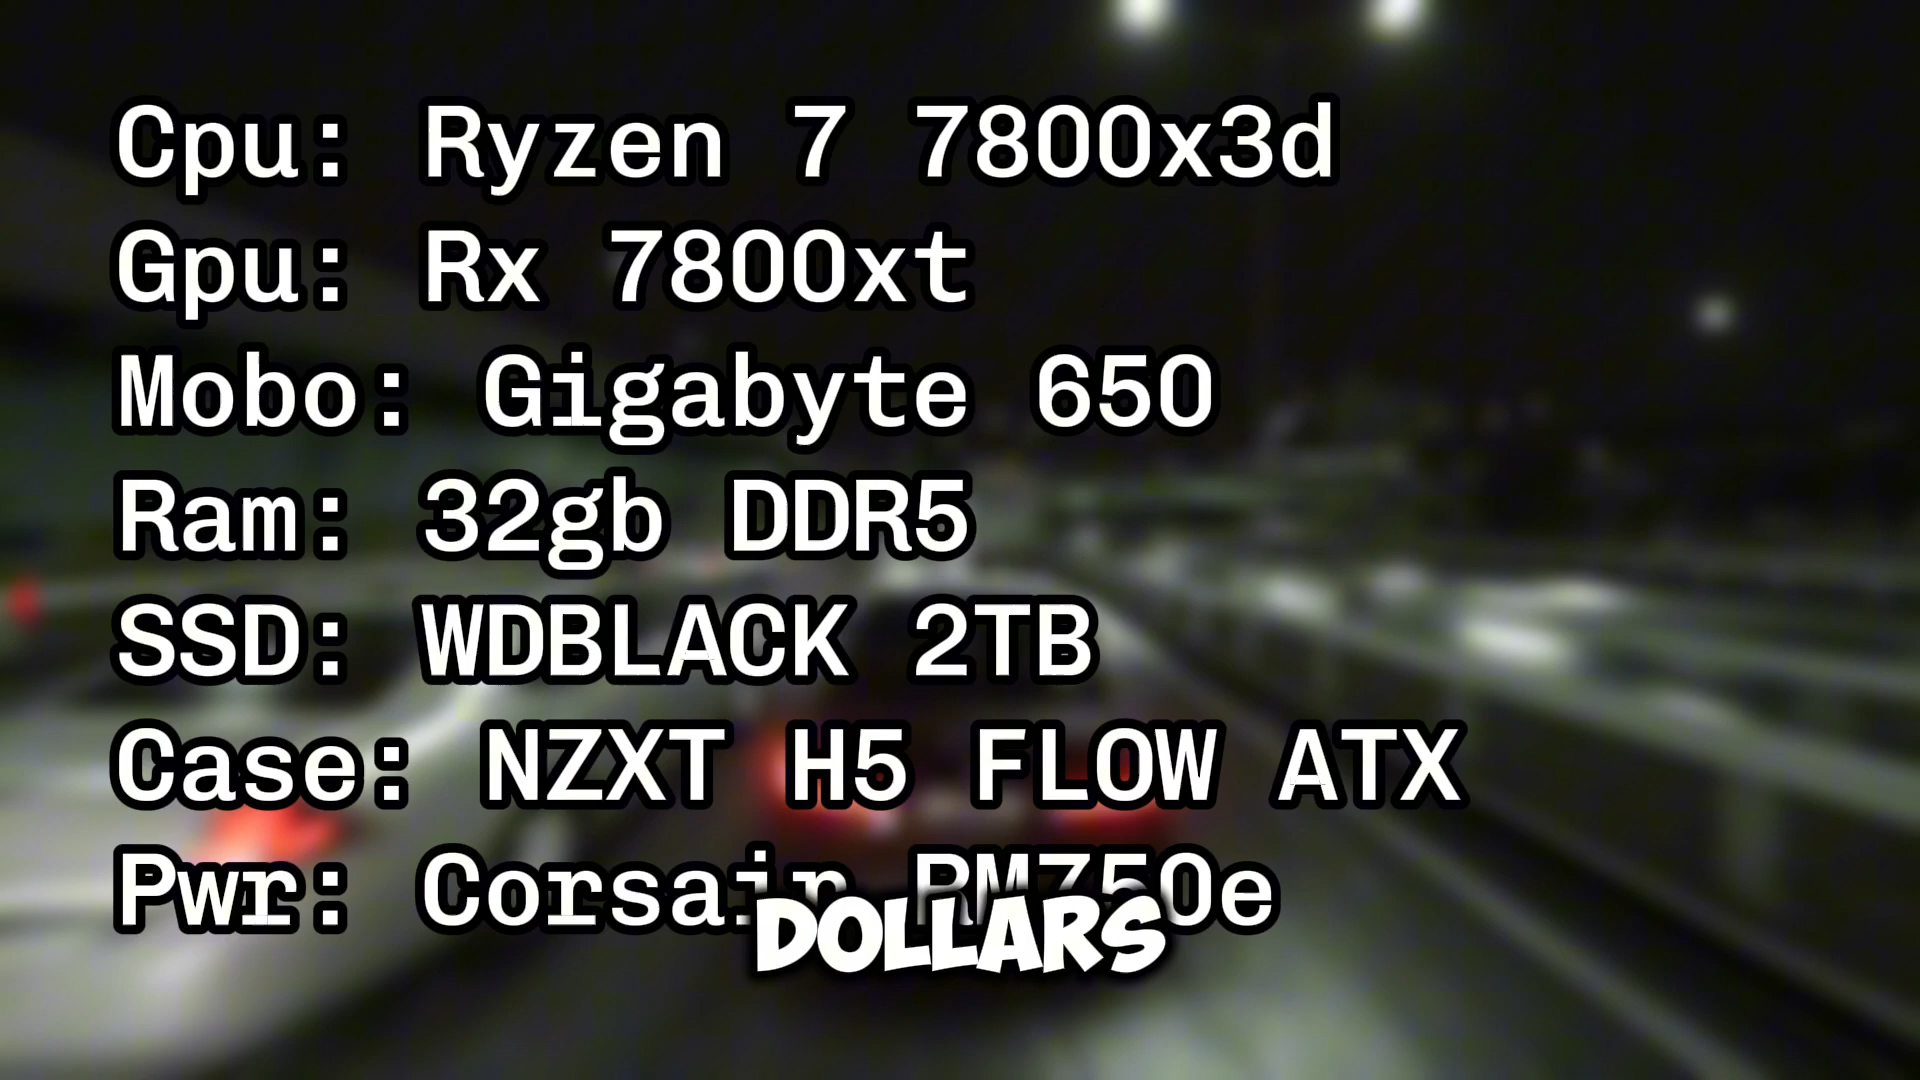 Cpu: Ryzen 7 7800x3d
Gpu: Rx 7800xt
Mobo: Gigabyte 650
Ram: 32gb DDR5
SSD: WDBLACK 2TB
Case: NZXT H5 FLOW ATX
Pwr: Corsair RM750e
DOLLARS